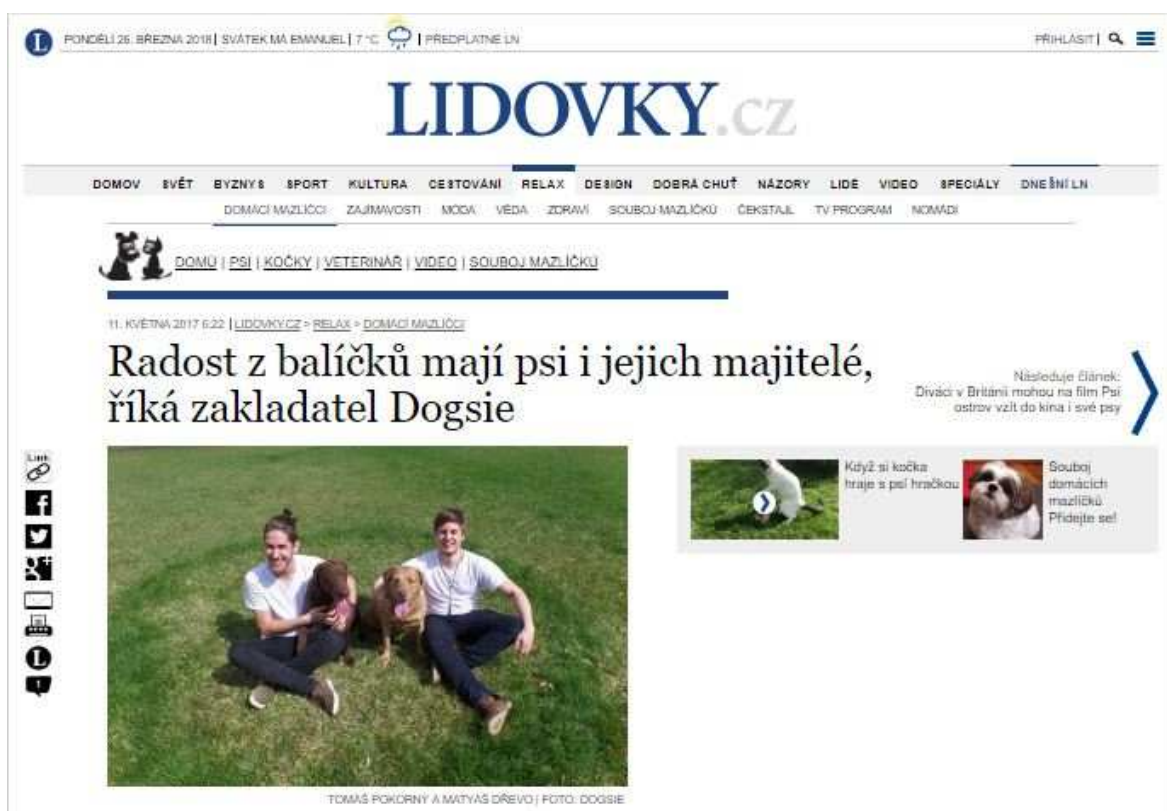 PONDĚLÍ 26. BŘEZNA 2018 | SVÁTEK MÁ EMANUEL | 7 °C | PŘEDPLATNÉ LN
PŘIHLÁSIT |
LIDOVKY.cz
DOMOV SVĚT BYZNYS SPORT KULTURA CESTOVÁNÍ RELAX DESIGN DOBRÁ CHUŤ NÁZORY LIDÉ VIDEO SPECIÁLY DNEŠNÍ LN
DOMÁCÍ MAZLÍČCI ZAJÍMAVOSTI MÓDA VĚDA ZDRAVÍ SOUBOJ MAZLÍČKŮ ČEKSTAJL TV PROGRAM NOMÁDI
DOMŮ | PSI | KOČKY | VETERINÁŘ | VIDEO | SOUBOJ MAZLÍČKŮ
11. KVĚTNA 2017 6:22 | LIDOVKY.CZ > RELAX > DOMÁCÍ MAZLÍČCI
Radost z balíčků mají psi i jejich majitelé,
říká zakladatel Dogsie
Následuje článek:
Diváci v Británii mohou na film Psí
ostrov vzít do kina i své psy
Když si kočka
hraje s psí hračkou
Souboj
domácích
mazlíčků
Přidejte se!
Link
TOMÁŠ POKORNÝ A MATYÁŠ DŘEVO | FOTO: DOGSIE